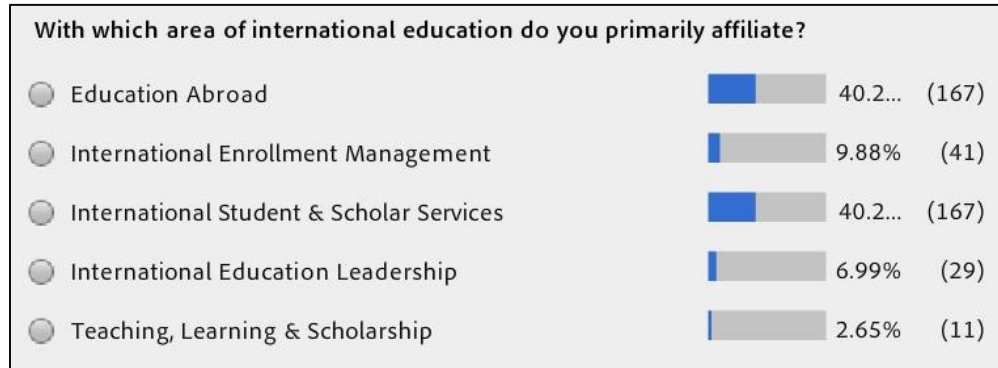 With which area of international education do you primarily affiliate?
Education Abroad 40.2... (167)
International Enrollment Management 9.88% (41)
International Student & Scholar Services 40.2... (167)
International Education Leadership 6.99% (29)
Teaching, Learning & Scholarship 2.65% (11)